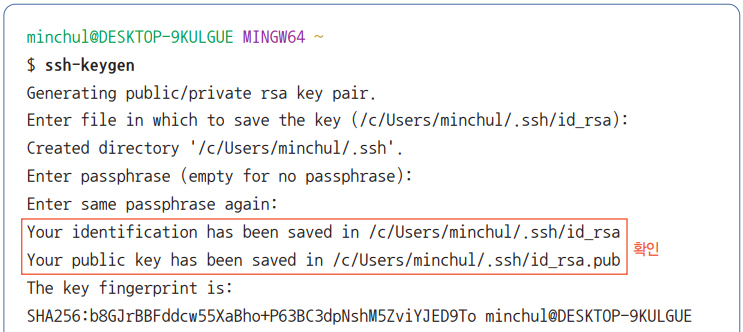 minchul@DESKTOP-9KULGUE MINGW64 ~
$ ssh-keygen
Generating public/private rsa key pair.
Enter file in which to save the key (/c/Users/minchul/.ssh/id_rsa):
Created directory '/c/Users/minchul/.ssh'.
Enter passphrase (empty for no passphrase):
Enter same passphrase again:
Your identification has been saved in /c/Users/minchul/.ssh/id_rsa
Your public key has been saved in /c/Users/minchul/.ssh/id_rsa.pub
확인
The key fingerprint is:
SHA256:b8GJrBBFddcw55XaBho+P63BC3dpNshM5ZviYJED9To minchul@DESKTOP-9KULGUE